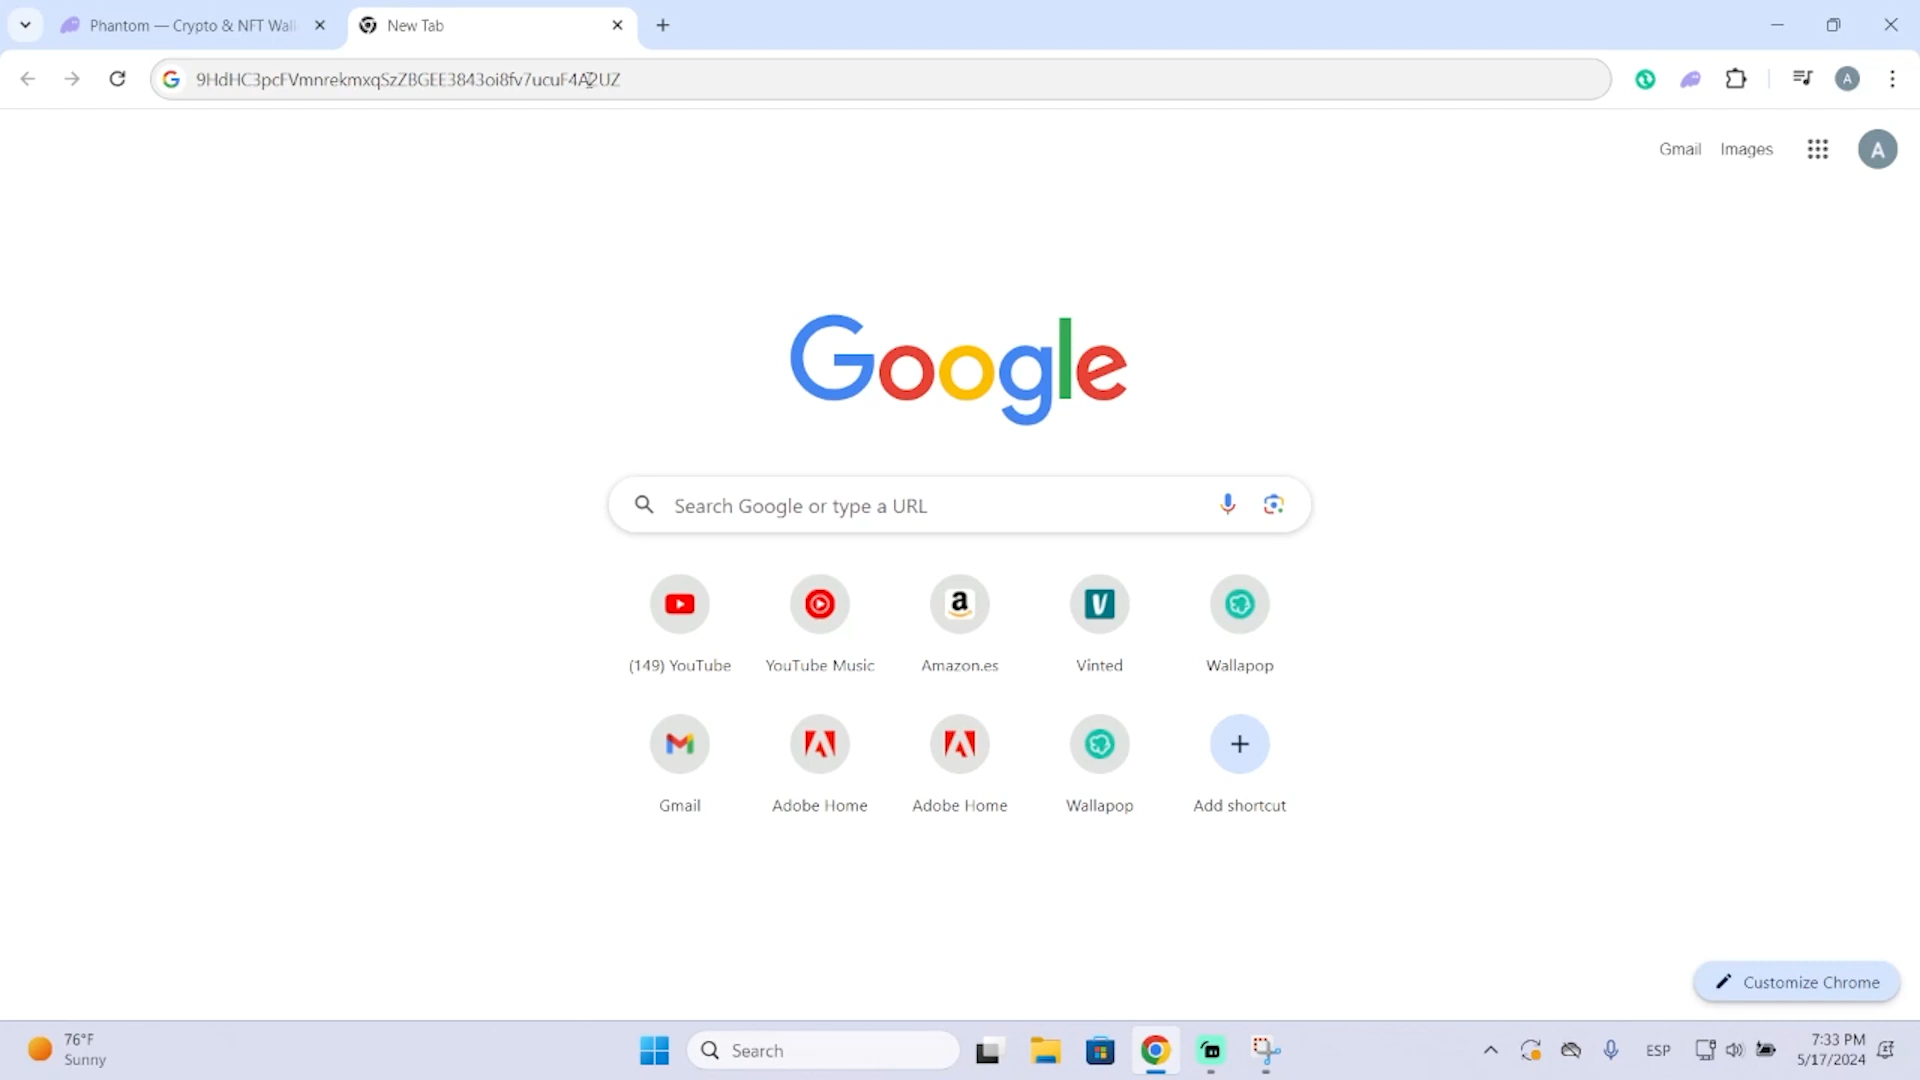 Phantom — Crypto & NFT Wall
New Tab
9HdHC3pcFVmnrekmxqSzZBGEE3843oi8fv7ucuF4A2UZ
A
Gmail
Images
A
Google
Search Google or type a URL
(149) YouTube
YouTube Music
Amazon.es
Vinted
Wallapop
Gmail
Adobe Home
Adobe Home
Wallapop
Add shortcut
Customize Chrome
76°F
Sunny
Search
ESP
7:33 PM
5/17/2024